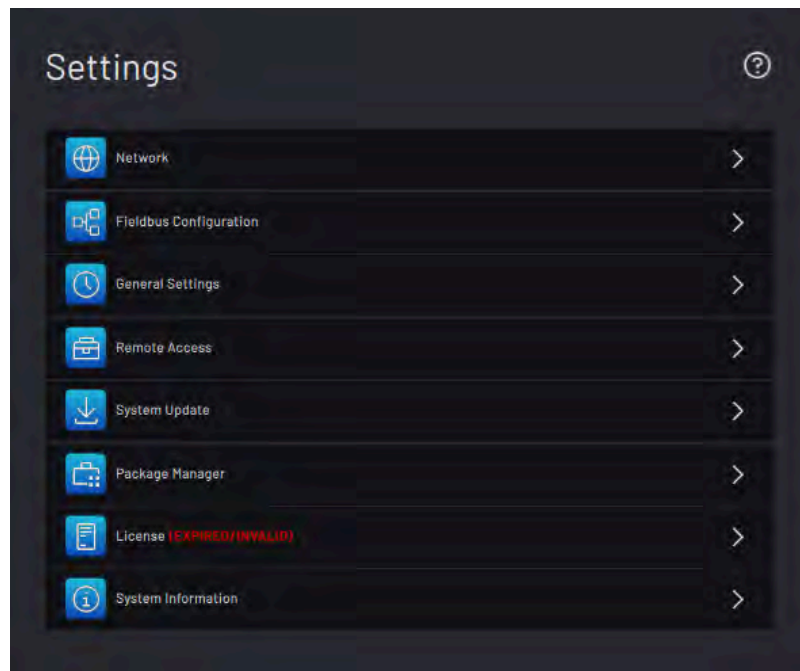 Settings
?
Network
Fieldbus Configuration
General Settings
Remote Access
System Update
Package Manager
License (EXPIRED/INVALID)
System Information